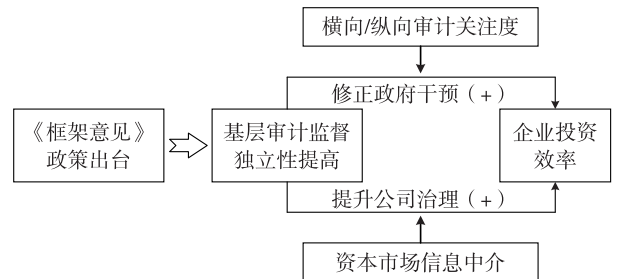 横向/纵向审计关注度
修正政府干预（+）
《框架意见》
政策出台
基层审计监督
独立性提高
企业投资
效率
提升公司治理（+）
资本市场信息中介